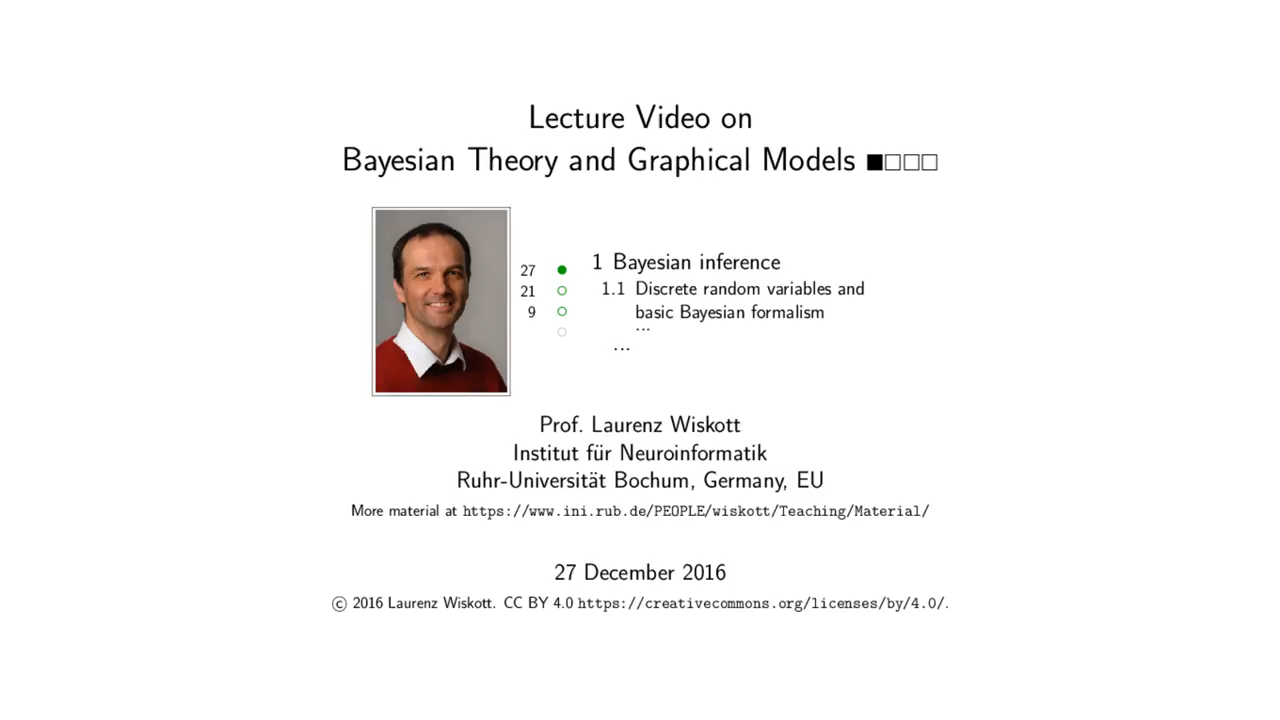 Lecture Video on
Bayesian Theory and Graphical Models ■□□□
27
21
9
1 Bayesian inference
1.1 Discrete random variables and
basic Bayesian formalism
...
...
Prof. Laurenz Wiskott
Institut für Neuroinformatik
Ruhr-Universität Bochum, Germany, EU
More material at https://www.ini.rub.de/PEOPLE/wiskott/Teaching/Material/
27 December 2016
© 2016 Laurenz Wiskott. CC BY 4.0 https://creativecommons.org/licenses/by/4.0/.